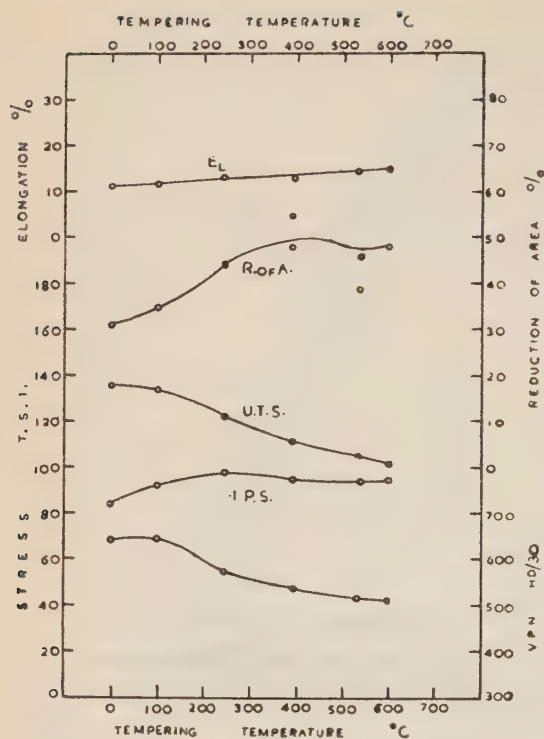 TEMPERING TEMPERATURE °C
0 100 200 300 400 500 600 700
ELONGATION %
30
20
10
0
STRESS T.S.I.
180
160
140
120
100
80
60
40
20
0
REDUCTION OF AREA %
80
70
60
50
40
30
20
10
0
VPN HD/30
700
600
500
400
300
EL
R.OF A.
U.T.S.
.1 P.S.
0 100 200 300 400 500 600 700
TEMPERING TEMPERATURE °C